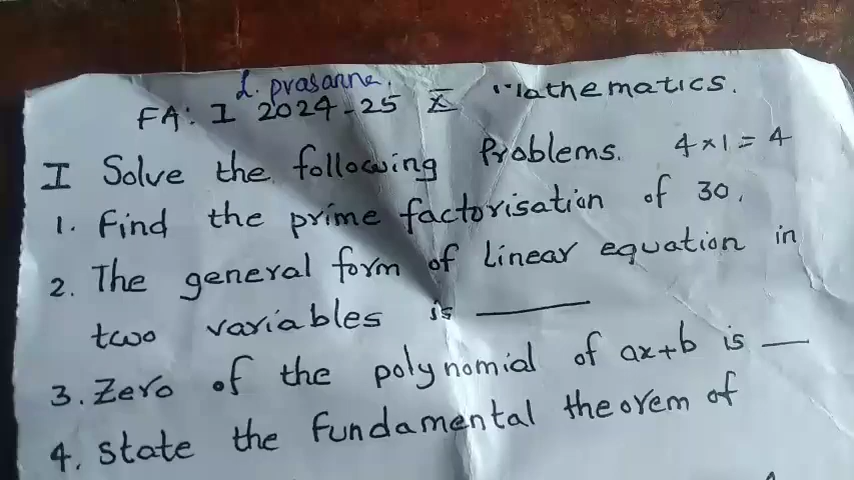 L. prasanna.
FA: I 2024-25 X Mathematics.
I Solve the following Problems. 4×1=4
1. Find the prime factorisation of 30.
2. The general form of linear equation in
two variables is ______
3. Zero of the polynomial of ax+b is __
4. State the fundamental theorem of